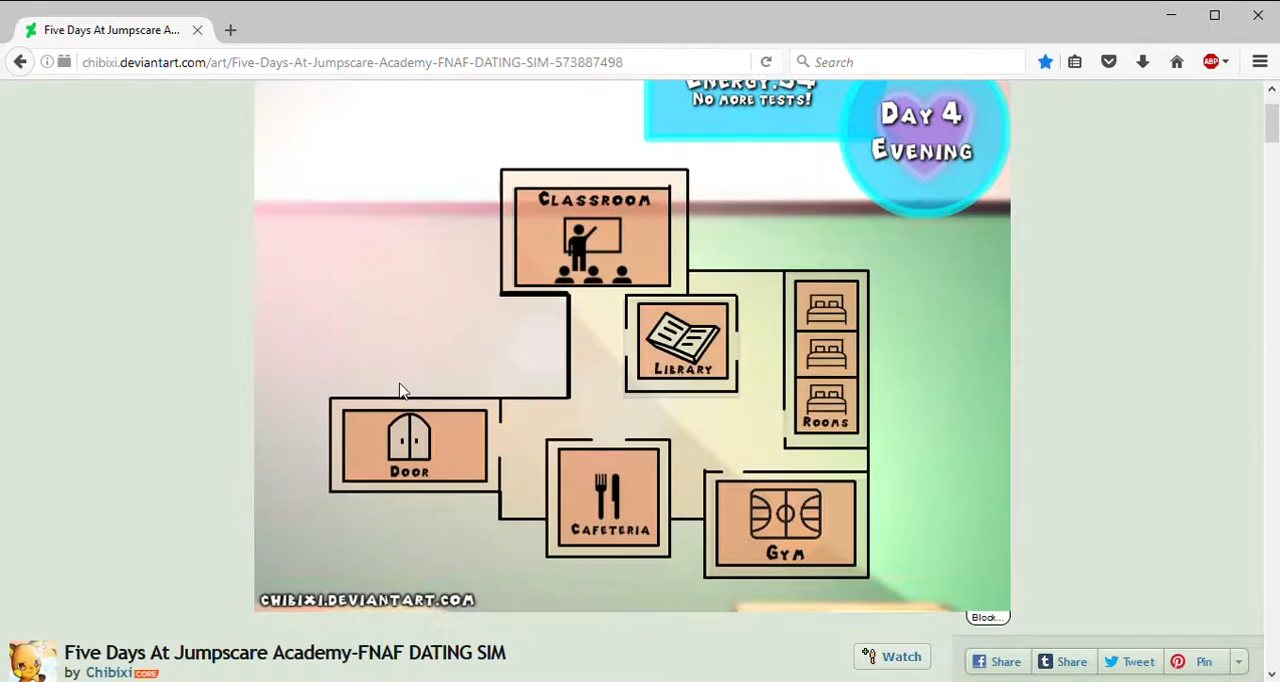 Five Days At Jumpscare A...
chibixi.deviantart.com/art/Five-Days-At-Jumpscare-Academy-FNAF-DATING-SIM-573887498
Search
ABP
No more tests!
Day 4
Evening
Classroom
Library
Rooms
Door
Cafeteria
Gym
chibixi.deviantart.com
Block...
Five Days At Jumpscare Academy-FNAF DATING SIM
by Chibixi CORE
Watch
Share
Share
Tweet
Pin